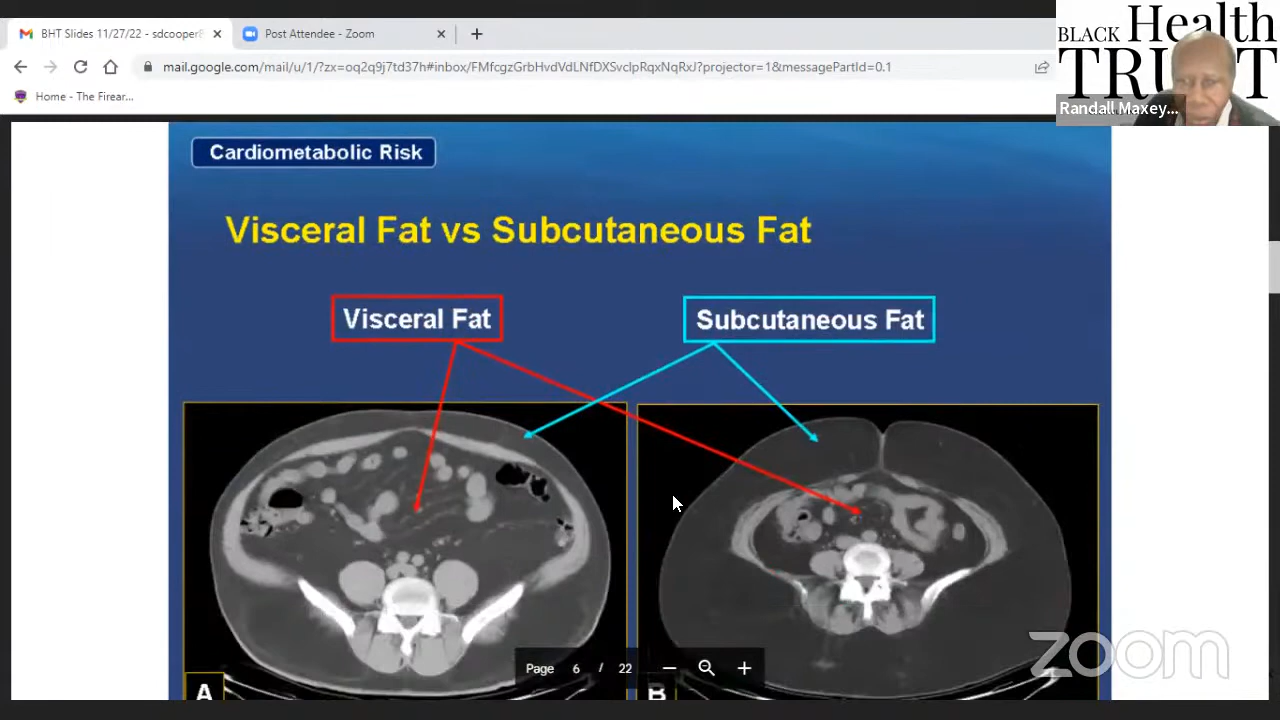 BHT Slides 11/27/22 - sdcooper
Post Attendee - Zoom
mail.google.com/mail/u/1/?zx=oq2q9j7td37h#inbox/FMfcgzGrbHvdVdLNfDXSvclpRqxNqRxJ?projector=1&messagePartId=0.1
Home - The Firear...
BLACK Health
TRUST
Randall Maxey...
Cardiometabolic Risk
Visceral Fat vs Subcutaneous Fat
Visceral Fat
Subcutaneous Fat
Page 6 / 22
A
B
zoom